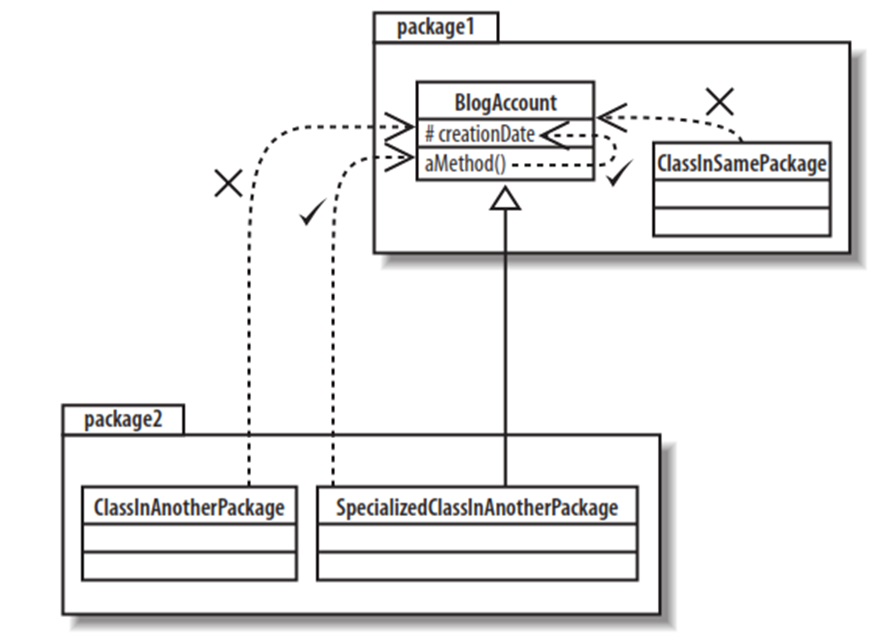 package1
BlogAccount
# creationDate
aMethod()
ClassInSamePackage
package2
ClassInAnotherPackage
SpecializedClassInAnotherPackage